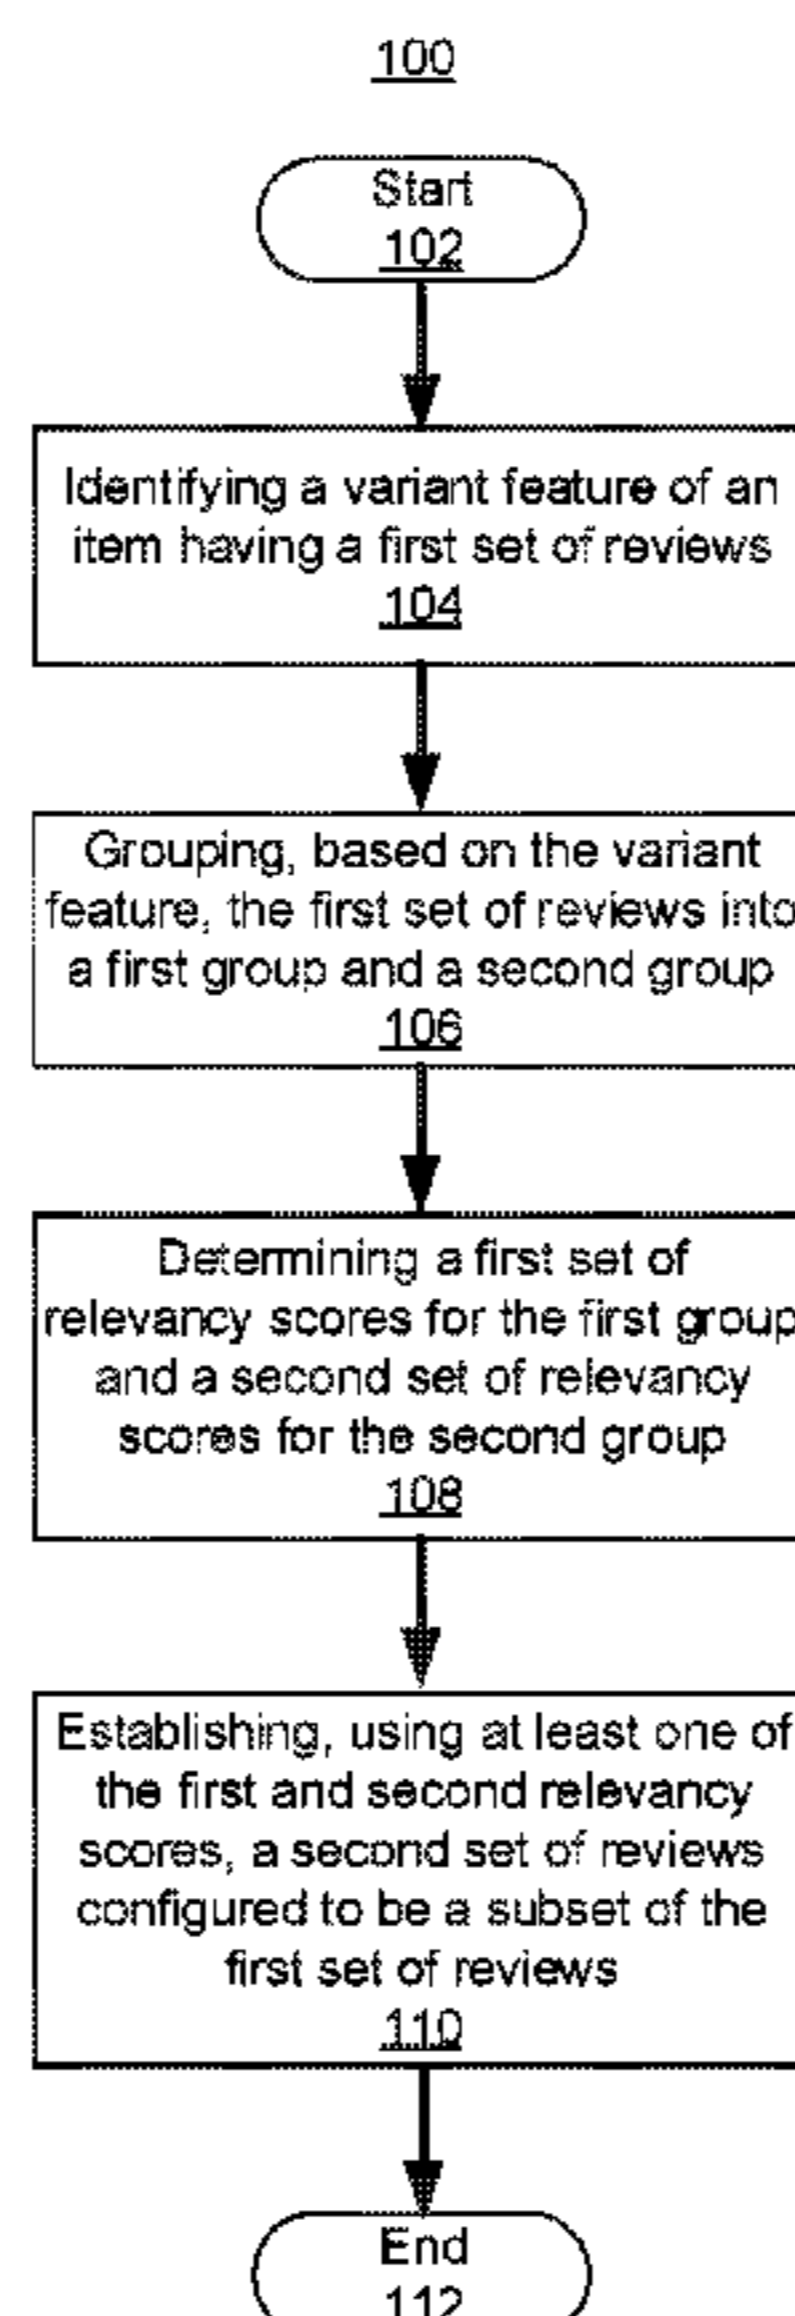 100
Start
102
Identifying a variant feature of an
item having a first set of reviews
104
Grouping, based on the variant
feature, the first set of reviews into
a first group and a second group
106
Determining a first set of
relevancy scores for the first group
and a second set of relevancy
scores for the second group
108
Establishing, using at least one of
the first and second relevancy
scores, a second set of reviews
configured to be a subset of the
first set of reviews
110
End
112